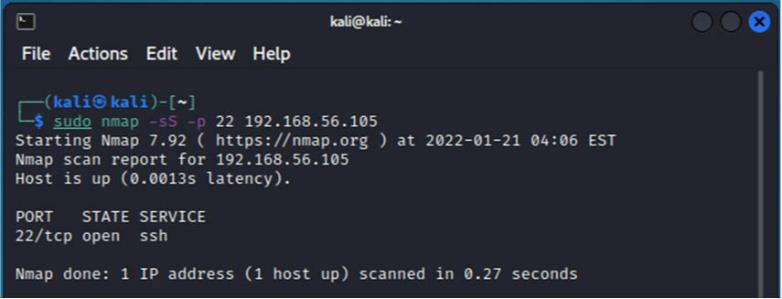 kali@kali: ~
File Actions Edit View Help
┌──(kali㉿kali)-[~]
└─$ sudo nmap -sS -p 22 192.168.56.105
Starting Nmap 7.92 ( https://nmap.org ) at 2022-01-21 04:06 EST
Nmap scan report for 192.168.56.105
Host is up (0.0013s latency).
PORT   STATE SERVICE
22/tcp open  ssh
Nmap done: 1 IP address (1 host up) scanned in 0.27 seconds